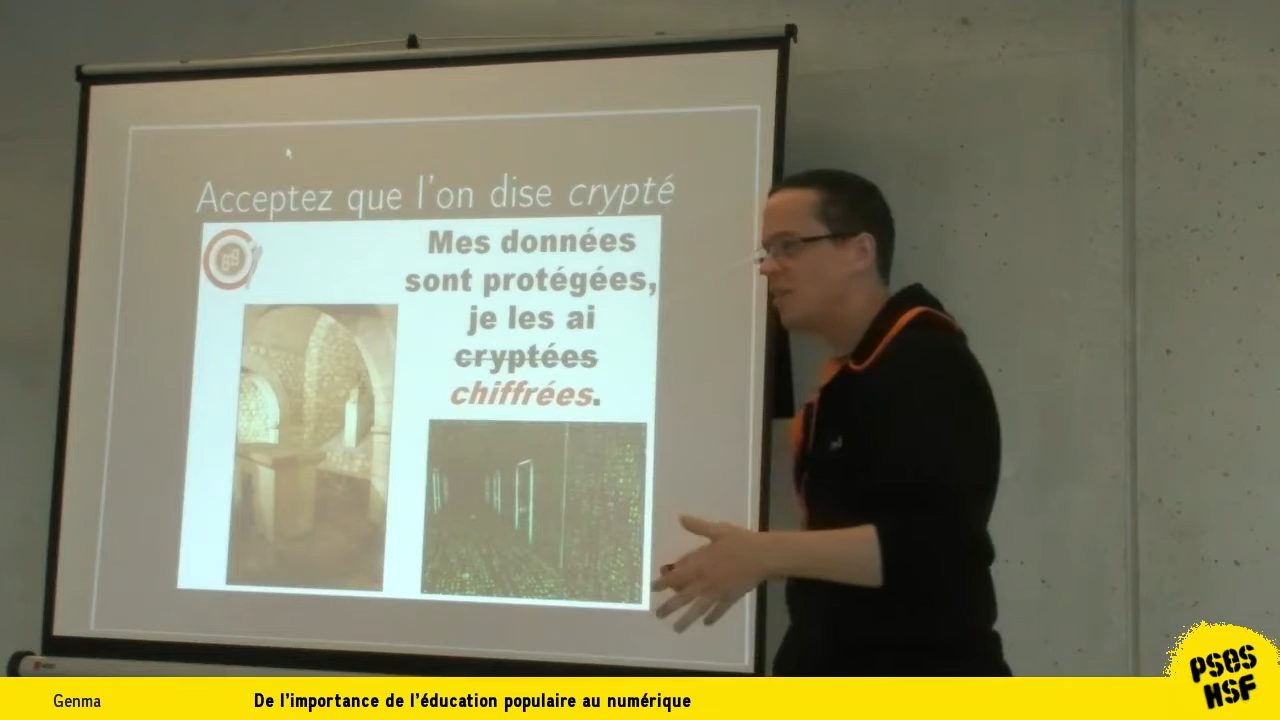 Acceptez que l'on dise crypté
Mes données
sont protégées,
je les ai
cryptées
chiffrées.
PSES
HSF
Genma
De l'importance de l'éducation populaire au numérique